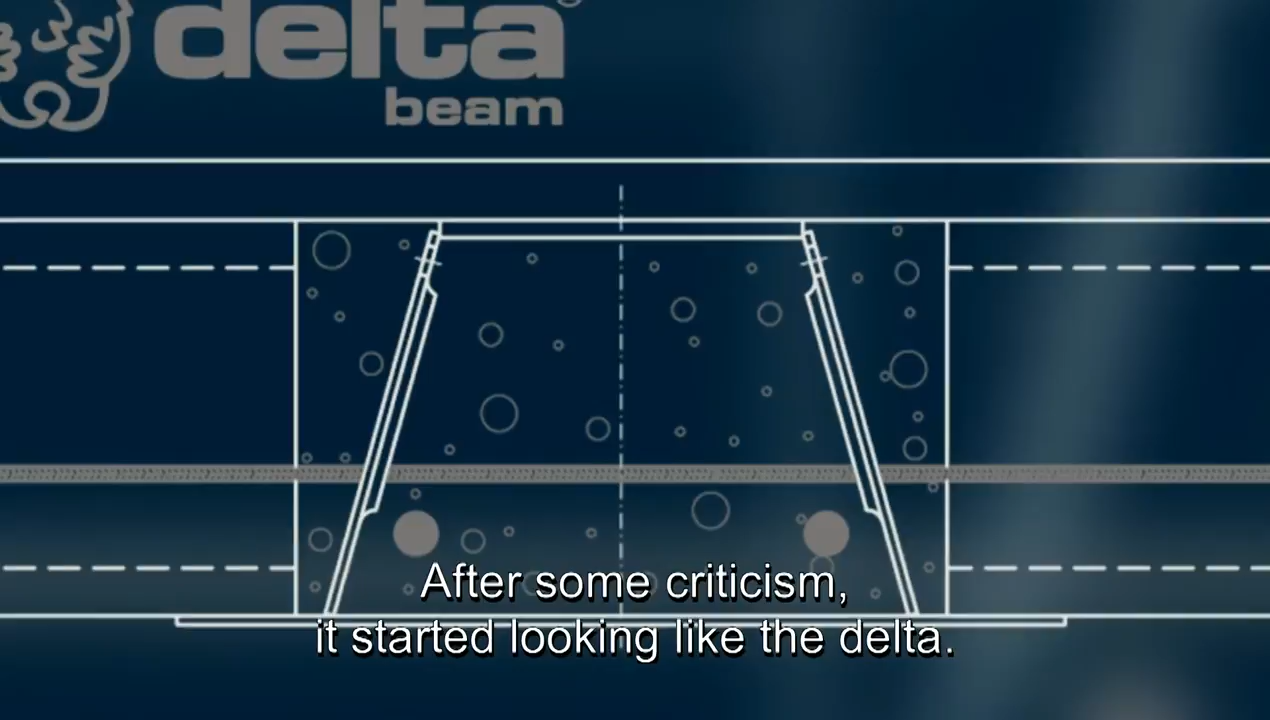 delta
beam
After some criticism,
it started looking like the delta.